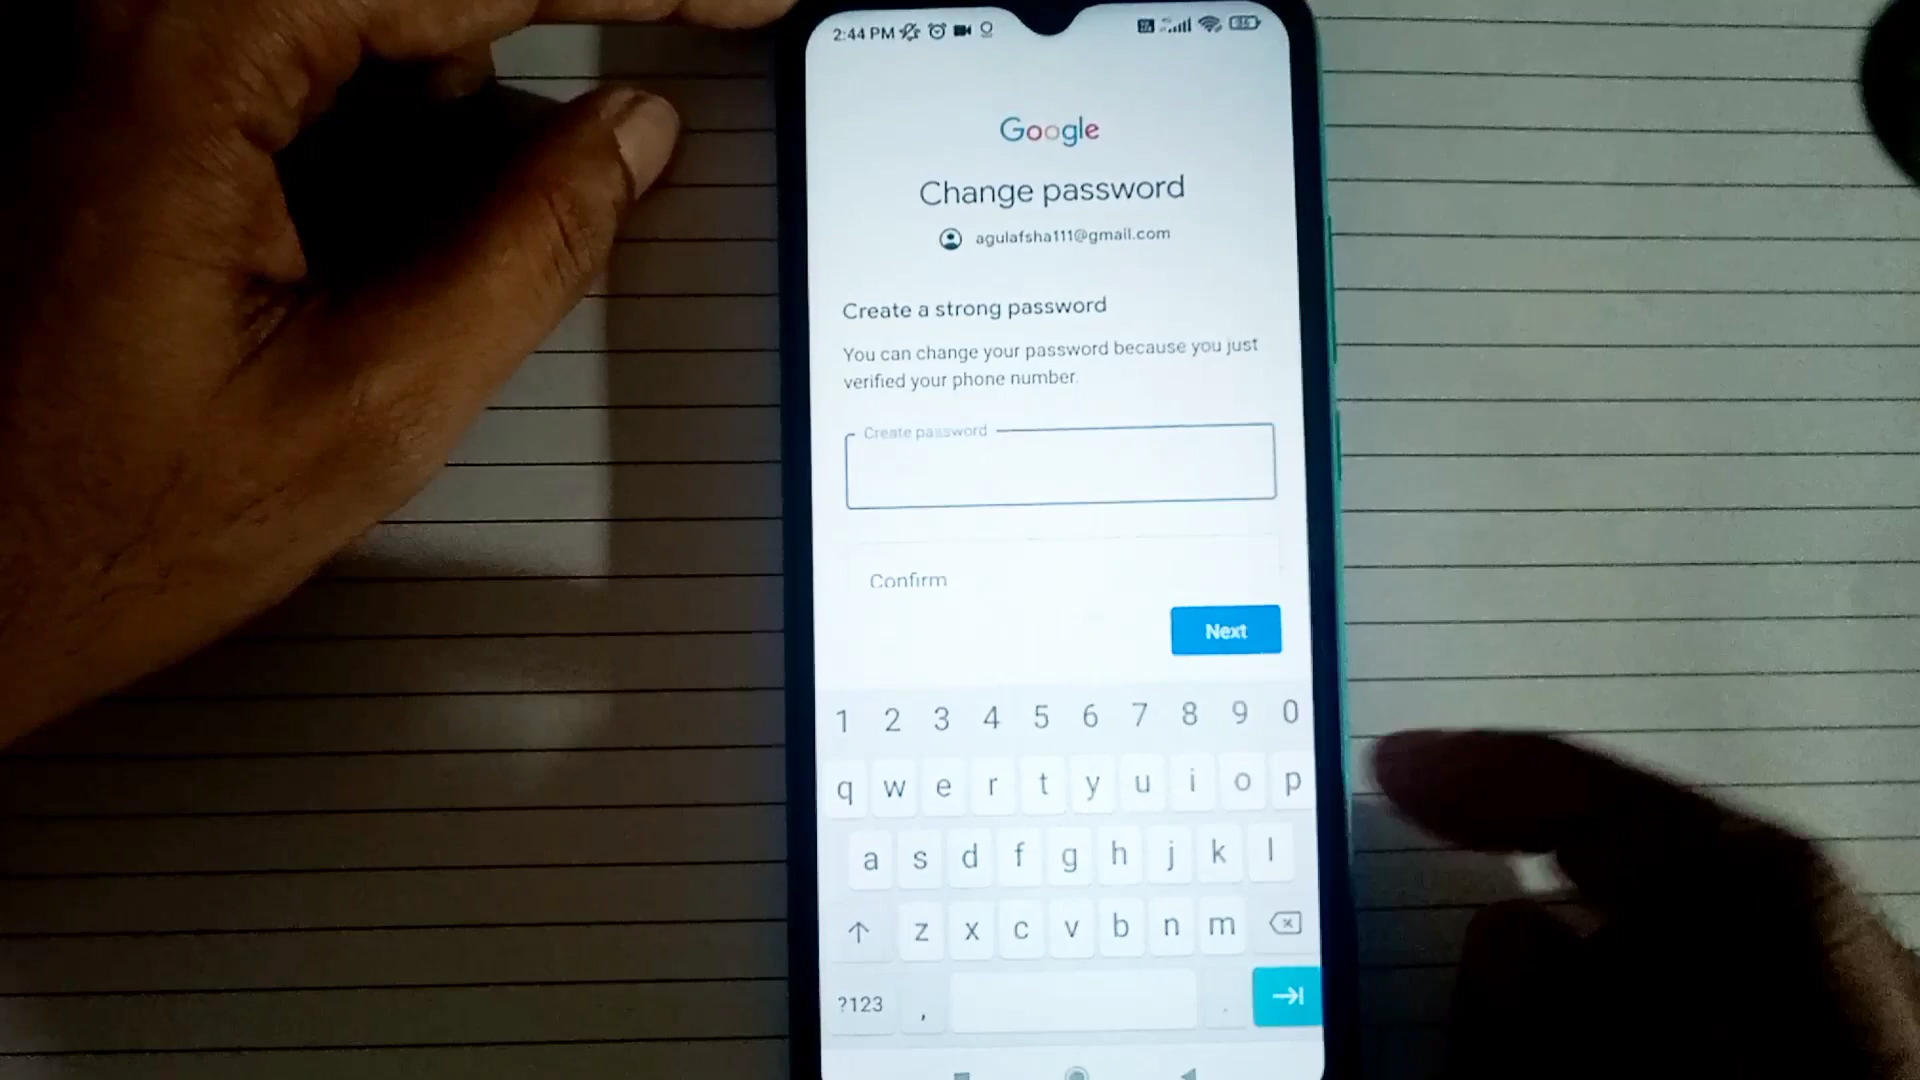 2:44 PM
Google
Change password
agulafsha111@gmail.com
Create a strong password
You can change your password because you just
verified your phone number.
Create password
Confirm
Next
1 2 3 4 5 6 7 8 9 0
q w e r t y u i o p
a s d f g h j k l
z x c v b n m
?123 , .